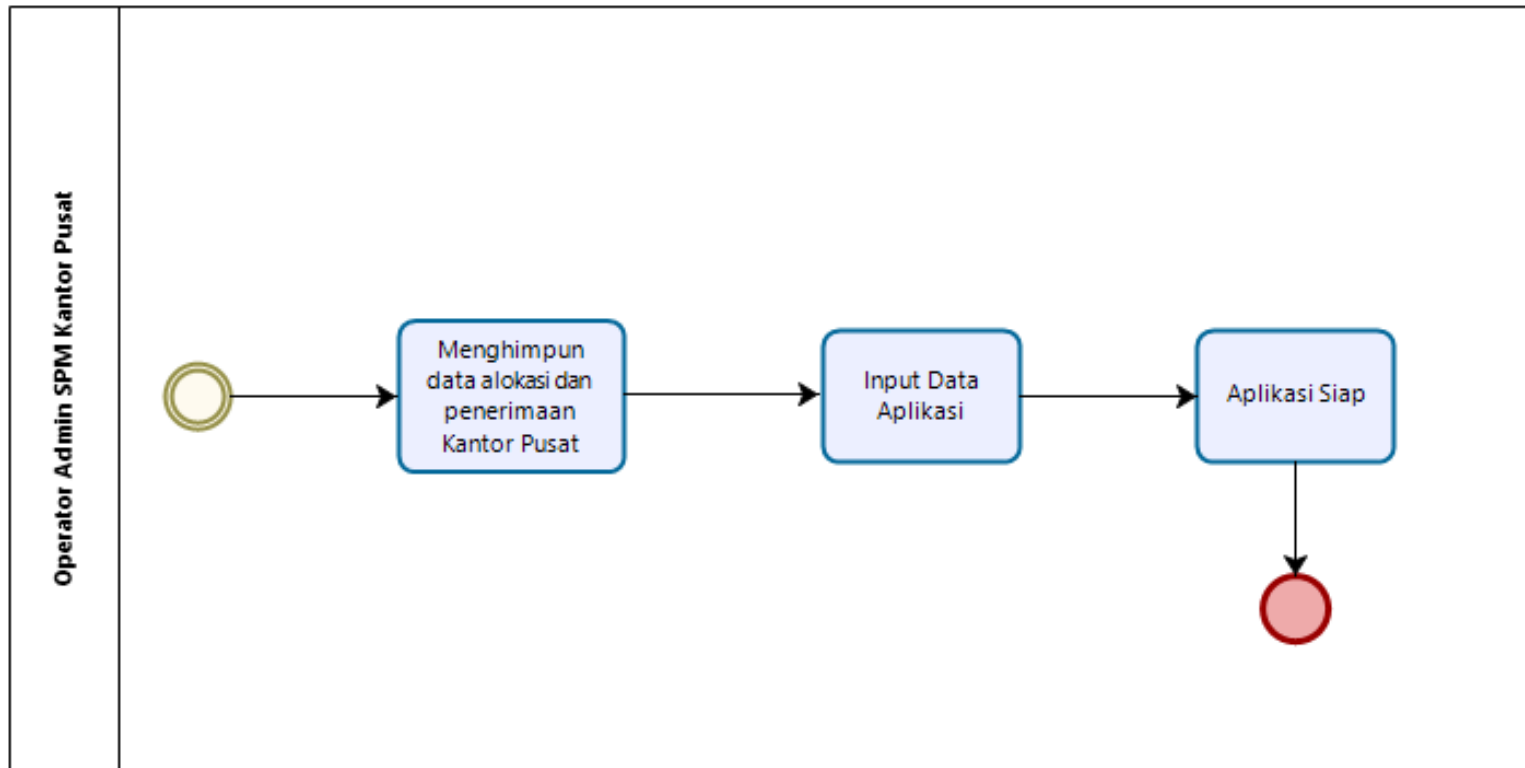 Operator Admin SPM Kantor Pusat
Menghimpun
data alokasi dan
penerimaan
Kantor Pusat
Input Data
Aplikasi
Aplikasi Siap